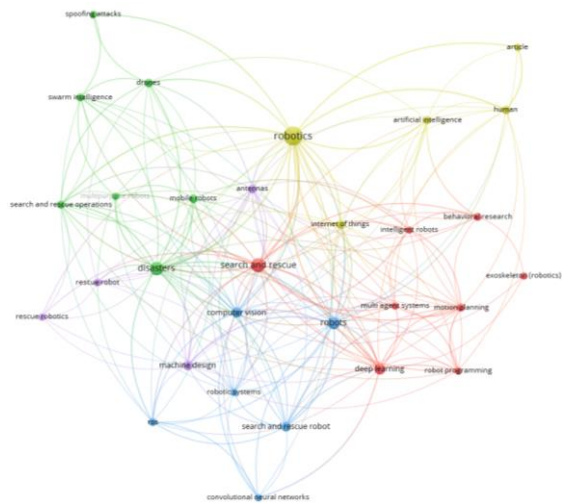 spoofing attacks
article
drones
swarm intelligence
human
artificial intelligence
robotics
antennas
mobile robots
search and rescue operations
behavioral research
internet of things
intelligent robots
search and rescue
disasters
exoskeleton (robotics)
rescue robot
multi agent systems
motion planning
computer vision
rescue robotics
robots
machine design
deep learning
robot programming
robotic systems
search and rescue robot
convolutional neural networks